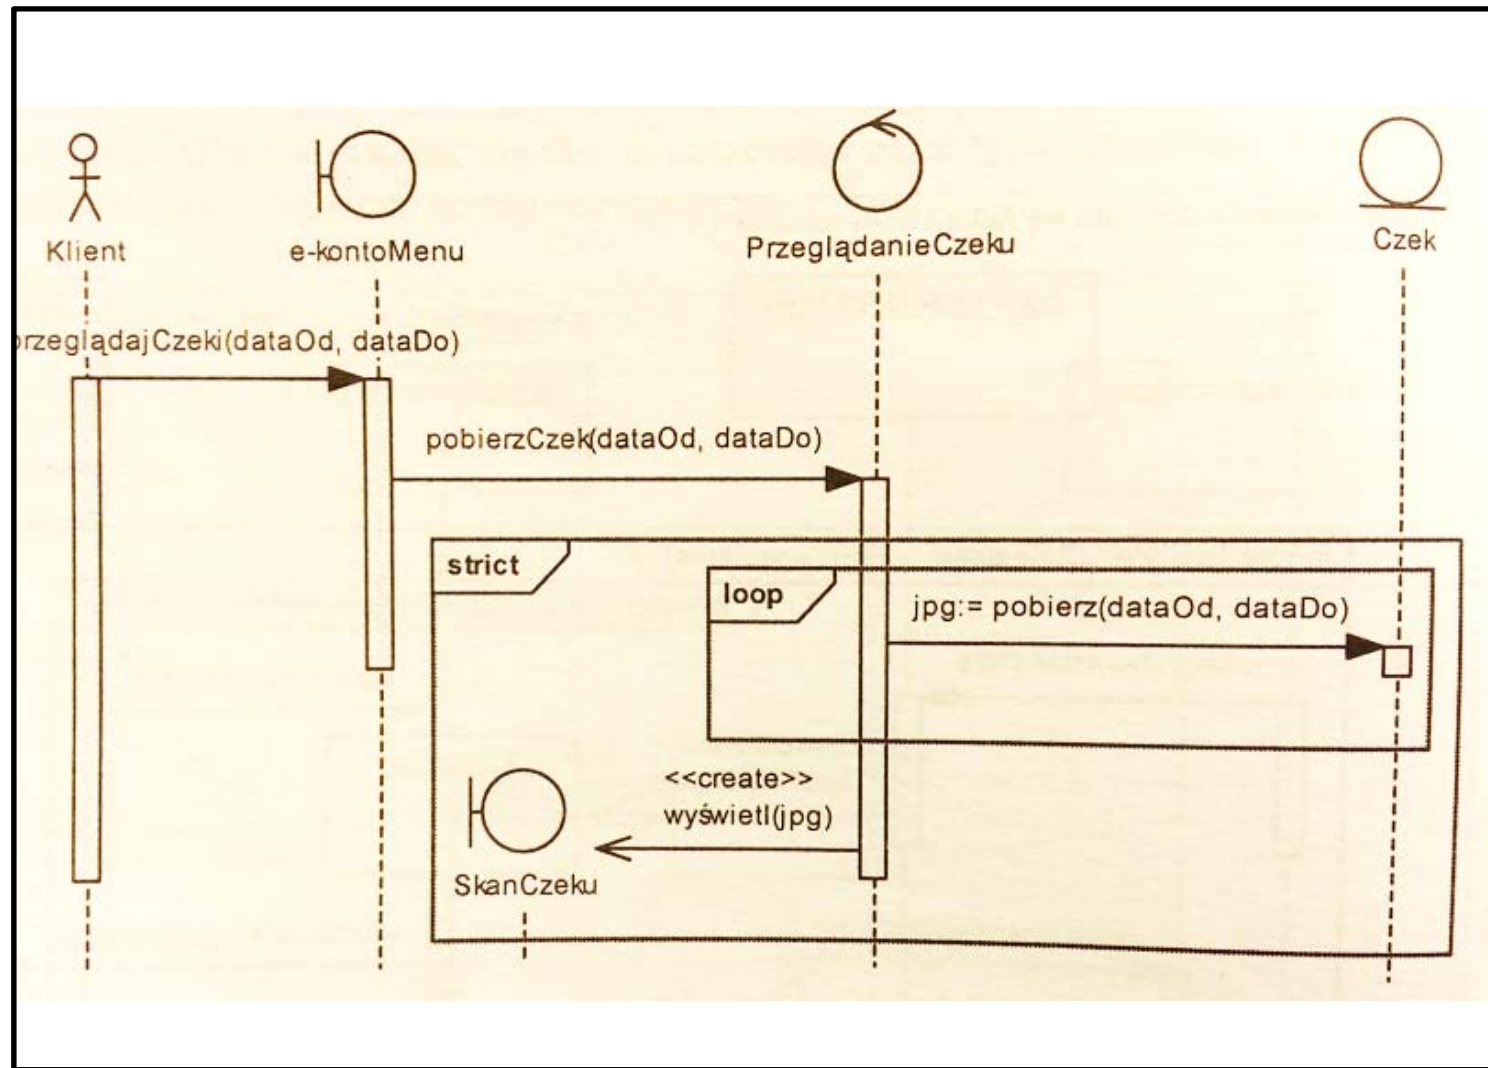 Klient
e-kontoMenu
PrzeglądanieCzeku
Czek
rzeglądajCzeki(dataOd, dataDo)
pobierzCzek(dataOd, dataDo)
strict
loop
jpg:= pobierz(dataOd, dataDo)
<<create>>
wyświetl(jpg)
SkanCzeku